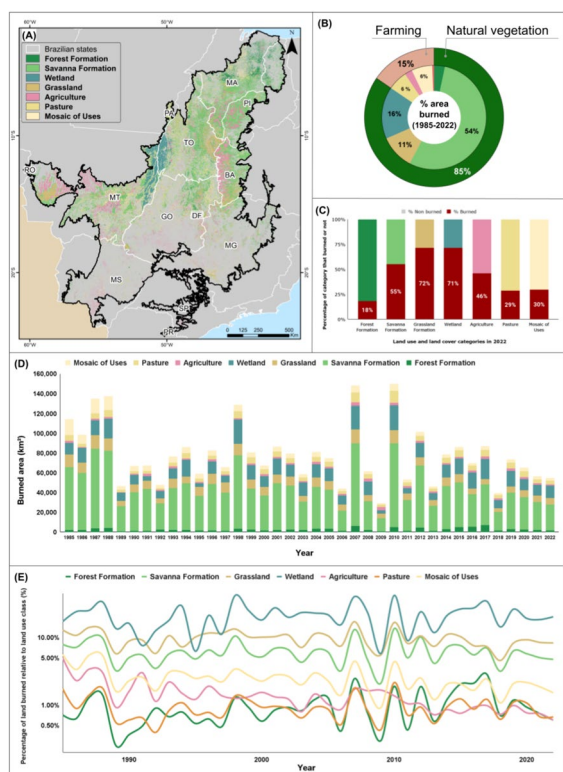 (A)
Brazilian states
Forest Formation
Savanna Formation
Wetland
Grassland
Agriculture
Pasture
Mosaic of Uses
60°W
50°W
10°S
20°S
MA
PI
PA
TO
BA
RO
MT
GO
DF
MG
MS
SP
PR
0 125 250 500
Km
(B)
Farming
Natural vegetation
15%
6%
6%
16%
54%
11%
85%
% area
burned
(1985-2022)
(C)
% Non burned
% Burned
Percentage of category that burned or not
100%
75%
50%
25%
0%
18%
55%
72%
71%
46%
29%
30%
Forest Formation
Savanna Formation
Grassland Formation
Wetland
Agriculture
Pasture
Mosaic of Uses
Land use and land cover categories in 2022
(D)
Mosaic of Uses
Pasture
Agriculture
Wetland
Grassland
Savanna Formation
Forest Formation
Burned area (km²)
160,000
140,000
120,000
100,000
80,000
60,000
40,000
20,000
0
1985 1986 1987 1988 1989 1990 1991 1992 1993 1994 1995 1996 1997 1998 1999 2000 2001 2002 2003 2004 2005 2006 2007 2008 2009 2010 2011 2012 2013 2014 2015 2016 2017 2018 2019 2020 2021 2022
Year
(E)
Forest Formation
Savanna Formation
Grassland
Wetland
Agriculture
Pasture
Mosaic of Uses
Percentage of land burned relative to land use class (%)
10.00%
5.00%
1.00%
0.50%
1990
2000
2010
2020
Year